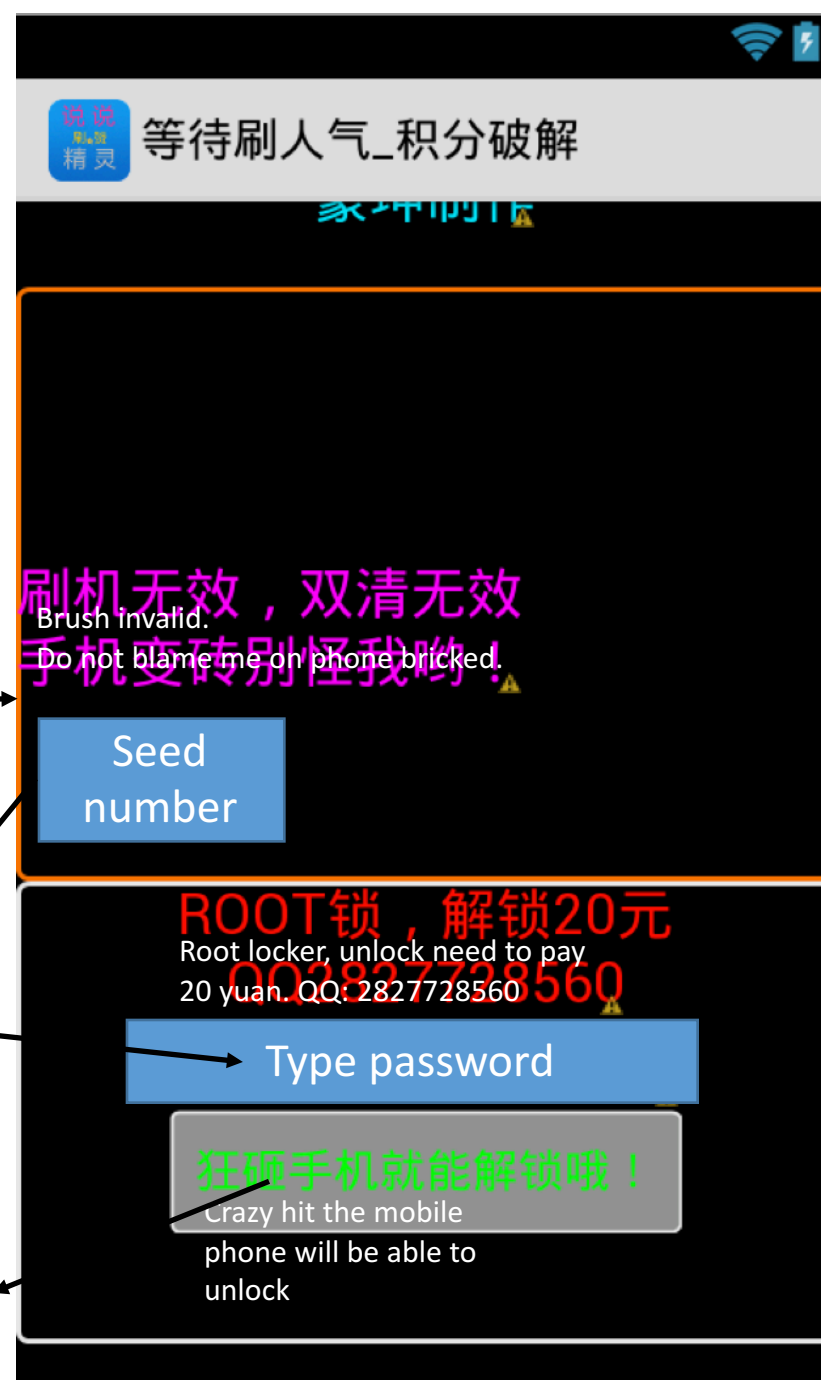 说说
刷●赞
精灵
等待刷人气_积分破解
豪坤制作
刷机无效，双清无效
手机变砖别怪我哟！
Brush invalid.
Do not blame me on phone bricked.
Seed
number
ROOT锁，解锁20元
QQ2827728560
Root locker, unlock need to pay
20 yuan. QQ: 2827728560
Type password
狂砸手机就能解锁哦！
Crazy hit the mobile
phone will be able to
unlock